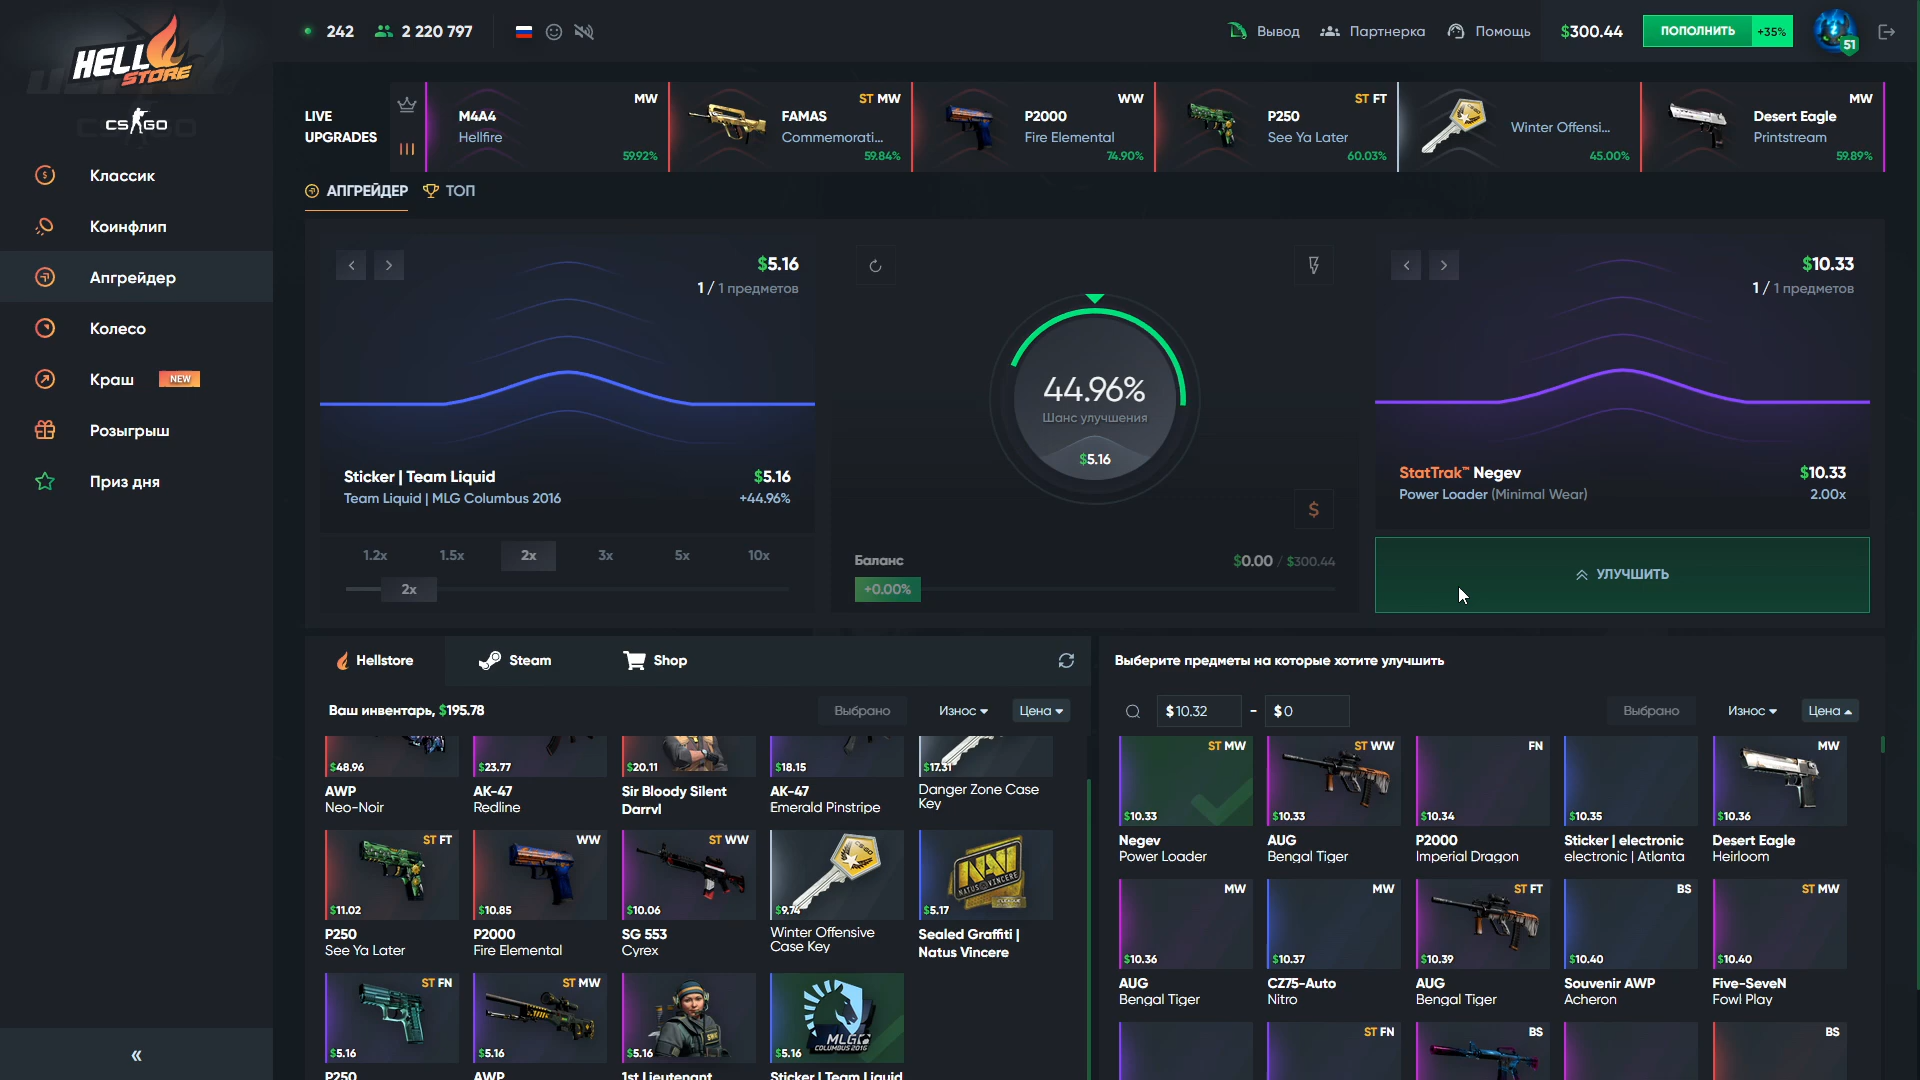 HELL
STORE
CS GO
Классик
Коинфлип
Апгрейдер
Колесо
Краш NEW
Розыгрыш
Приз дня
242 2 220 797
Вывод Партнерка Помощь $300.44 ПОПОЛНИТЬ +35% 51
LIVE UPGRADES
M4A4 MW
Hellfire
59.92%
FAMAS ST MW
Commemorati...
59.84%
P2000 WW
Fire Elemental
74.90%
P250 ST FT
See Ya Later
60.03%
Winter Offensi...
45.00%
Desert Eagle MW
Printstream
59.89%
АПГРЕЙДЕР ТОП
$5.16
1 / 1 предметов
Sticker | Team Liquid $5.16
Team Liquid | MLG Columbus 2016 +44.96%
1.2x 1.5x 2x 3x 5x 10x
2x
44.96%
Шанс улучшения
$5.16
$
Баланс $0.00 / $300.44
+0.00%
$10.33
1 / 1 предметов
StatTrak™ Negev $10.33
Power Loader (Minimal Wear) 2.00x
УЛУЧШИТЬ
Hellstore Steam Shop
Ваш инвентарь, $195.78 Выбрано Износ Цена
$48.96 $23.77 $20.11 $18.15 $17.31
AWP
Neo-Noir
AK-47
Redline
Sir Bloody Silent
Darryl
AK-47
Emerald Pinstripe
Danger Zone Case
Key
ST FT WW ST WW
$11.02 $10.85 $10.06 $9.74 $5.17
P250
See Ya Later
P2000
Fire Elemental
SG 553
Cyrex
Winter Offensive
Case Key
Sealed Graffiti |
Natus Vincere
ST FN ST MW
$5.16 $5.16 $5.16 $5.16
MLG
COLUMBUS 2016
P250 AWP 1st Lieutenant Sticker | Team Liquid
Выберите предметы на которые хотите улучшить
$ 10.32 - $ 0 Выбрано Износ Цена
ST MW ST WW FN MW
$10.33 $10.33 $10.34 $10.35 $10.36
Negev
Power Loader
AUG
Bengal Tiger
P2000
Imperial Dragon
Sticker | electronic
electronic | Atlanta
Desert Eagle
Heirloom
MW MW ST FT BS ST MW
$10.36 $10.37 $10.39 $10.40 $10.40
AUG
Bengal Tiger
CZ75-Auto
Nitro
AUG
Bengal Tiger
Souvenir AWP
Acheron
Five-SeveN
Fowl Play
ST FN BS BS